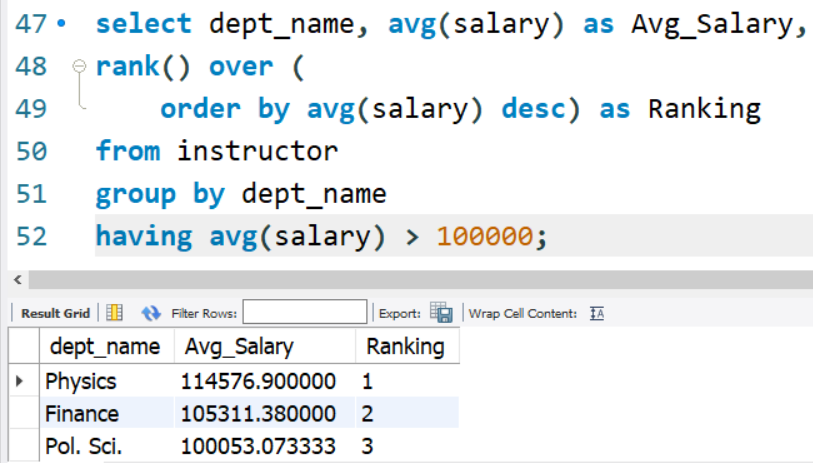 47 select dept_name, avg(salary) as Avg_Salary,
48 rank() over (
49 order by avg(salary) desc) as Ranking
50 from instructor
51 group by dept_name
52 having avg(salary) > 100000;
Result Grid Filter Rows: Export: Wrap Cell Content: IA
dept_name Avg_Salary Ranking
Physics 114576.900000 1
Finance 105311.380000 2
Pol. Sci. 100053.073333 3